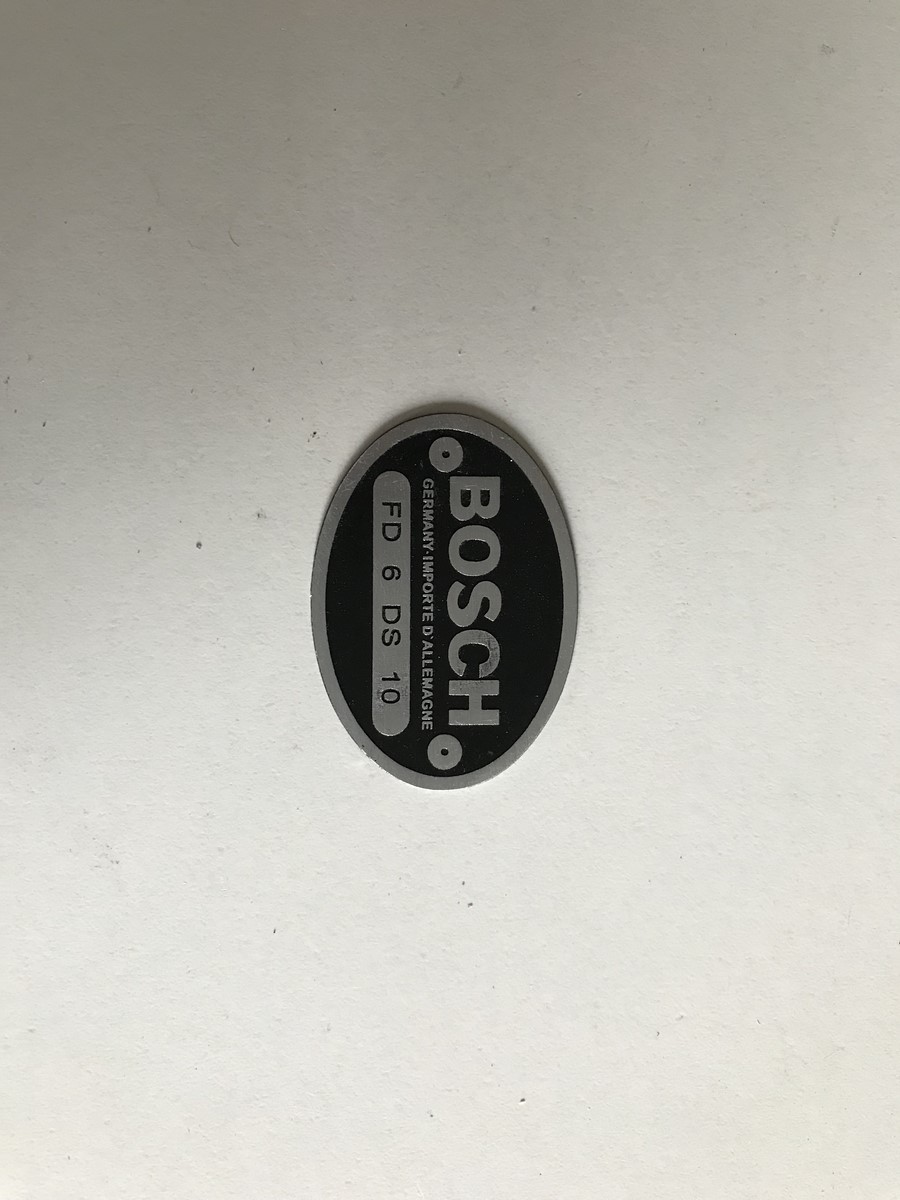 BOSCH
GERMANY·IMPORTE D'ALLEMAGNE
FD 6 DS 10